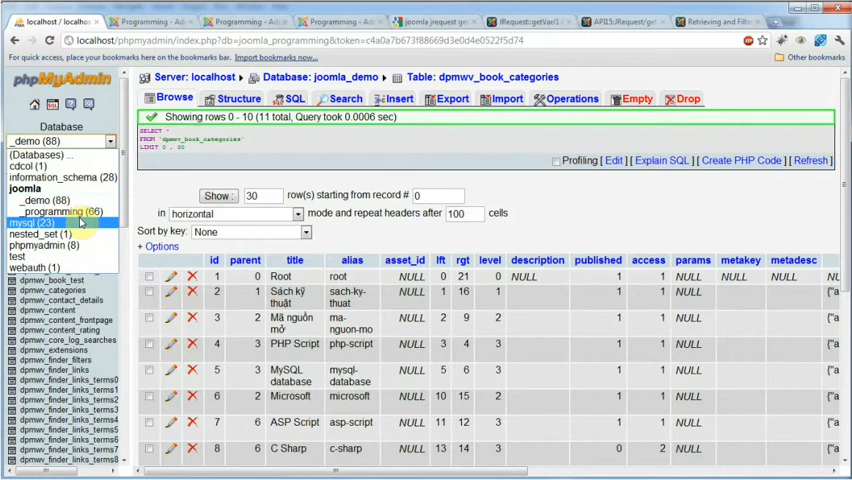 localhost / localhost / j
Programming - Ad
Programming - Ad
Programming - Ad
google jrequest get
JRequest::getVar/1.
API15:JRequest/get
Retrieving and Filte
localhost/phpmyadmin/index.php?db=joomla_programming&token=c4a0a7b673f88693d0d4e0522f5d74
For quick access, place your bookmarks here on the bookmarks bar. Import bookmarks now...
Other bookmarks
phpMyAdmin
Database
_demo (88)
(Databases) ...
cdcol (1)
information_schema (28)
joomla
_demo (88)
_programming (66)
mysql (23)
nested_set (1)
phpmyadmin (8)
test
webauth (1)
dpmwv_book_test
dpmwv_categories
dpmwv_contact_details
dpmwv_content
dpmwv_content_frontpage
dpmwv_content_rating
dpmwv_core_log_searches
dpmwv_extensions
dpmwv_finder_filters
dpmwv_finder_links
dpmwv_finder_links_terms0
dpmwv_finder_links_terms1
dpmwv_finder_links_terms2
dpmwv_finder_links_terms3
dpmwv_finder_links_terms4
dpmwv_finder_links_terms5
dpmwv_finder_links_terms6
dpmwv_finder_links_terms7
dpmwv_finder_links_terms8
Server: localhost Database: joomla_demo Table: dpmwv_book_categories
Browse Structure SQL Search Insert Export Import Operations Empty Drop
Showing rows 0 - 10 (11 total, Query took 0.0006 sec)
SELECT *
FROM `dpmwv_book_categories`
LIMIT 0 , 30
Profiling [ Edit ] [ Explain SQL ] [ Create PHP Code ] [ Refresh ]
Show : 30 row(s) starting from record # 0
in horizontal mode and repeat headers after 100 cells
Sort by key: None
+ Options
id parent title alias asset_id lft rgt level description published access params metakey metadesc
1 0 Root root NULL 0 21 0 NULL 1 1 NULL NULL NULL NU
2 1 Sách kỹ thuật sach-ky-thuat NULL 1 16 1 1 1 {"a
3 2 Mã nguồn mở ma-nguon-mo NULL 2 9 2 1 1 {"a
4 3 PHP Script php-script NULL 3 4 3 1 1 {"a
5 3 MySQL database mysql-database NULL 5 6 3 1 1 {"a
6 2 Microsoft microsoft NULL 10 15 2 1 1 {"a
7 6 ASP Script asp-script NULL 11 12 3 1 1 {"a
8 6 C Sharp c-sharp NULL 13 14 3 0 2 {"a